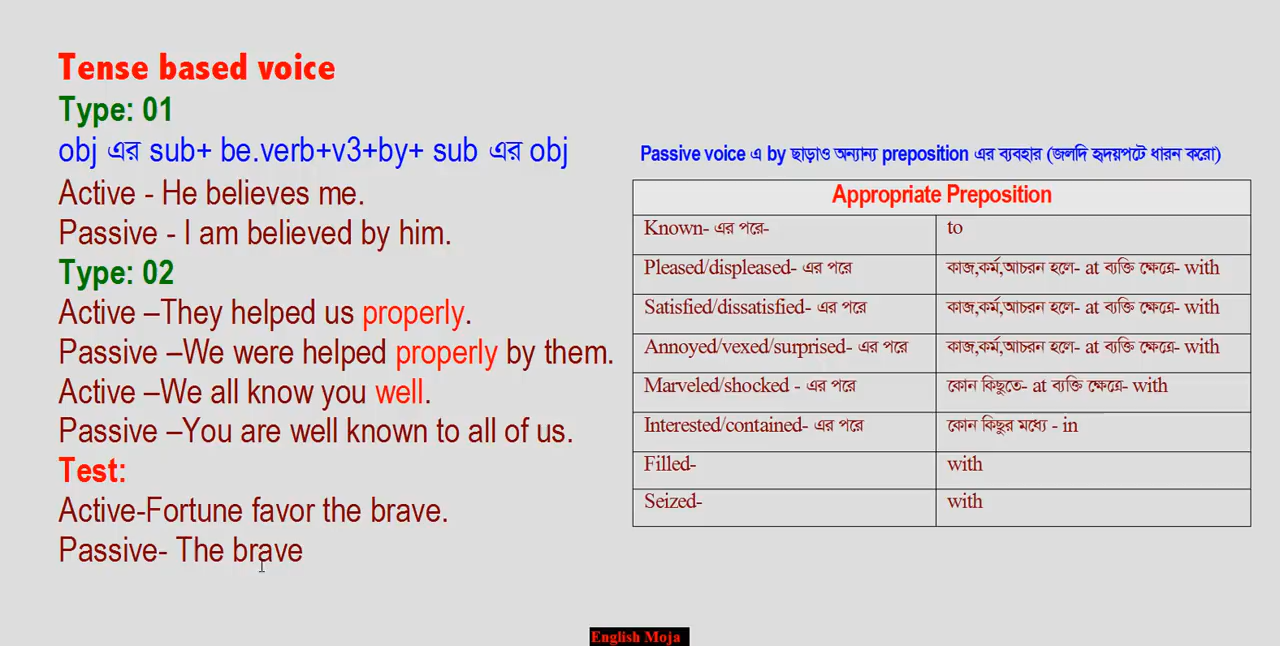 Tense based voice
Type: 01
obj এর sub+ be.verb+v3+by+ sub এর obj
Active - He believes me.
Passive - I am believed by him.
Type: 02
Active –They helped us properly.
Passive –We were helped properly by them.
Active –We all know you well.
Passive –You are well known to all of us.
Test:
Active-Fortune favor the brave.
Passive- The brave
Passive voice এ by ছাড়াও অন্যান্য preposition এর ব্যবহার (জলদি হৃদয়পটে ধারন করো)
Appropriate Preposition
Known- এর পরে- to
Pleased/displeased- এর পরে কাজ,কর্ম,আচরন হলে- at ব্যক্তি ক্ষেত্রে- with
Satisfied/dissatisfied- এর পরে কাজ,কর্ম,আচরন হলে- at ব্যক্তি ক্ষেত্রে- with
Annoyed/vexed/surprised- এর পরে কাজ,কর্ম,আচরন হলে- at ব্যক্তি ক্ষেত্রে- with
Marveled/shocked - এর পরে কোন কিছুতে- at ব্যক্তি ক্ষেত্রে- with
Interested/contained- এর পরে কোন কিছুর মধ্যে - in
Filled- with
Seized- with
English Moja